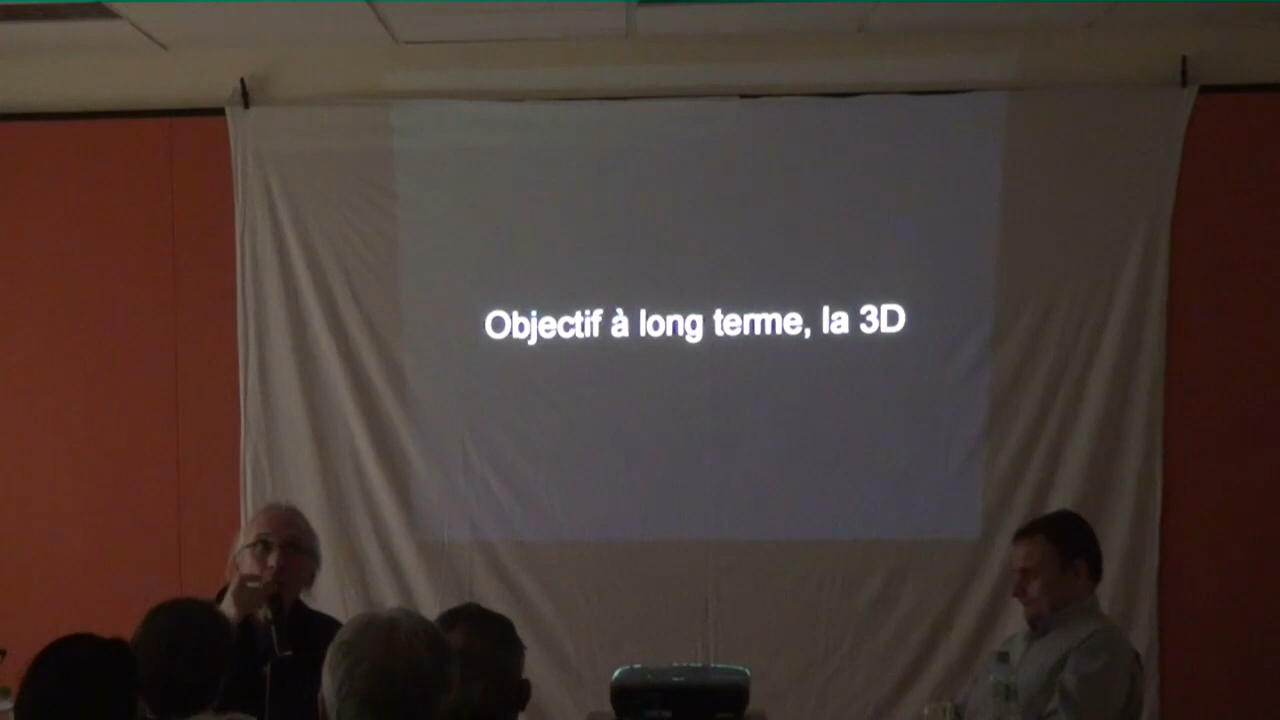 Objectif à long terme, la 3D